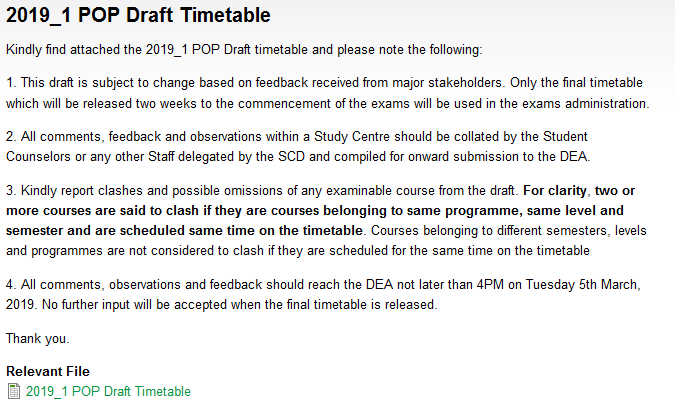 2019_1 POP Draft Timetable
Kindly find attached the 2019_1 POP Draft timetable and please note the following:
1. This draft is subject to change based on feedback received from major stakeholders. Only the final timetable
which will be released two weeks to the commencement of the exams will be used in the exams administration.
2. All comments, feedback and observations within a Study Centre should be collated by the Student
Counselors or any other Staff delegated by the SCD and compiled for onward submission to the DEA.
3. Kindly report clashes and possible omissions of any examinable course from the draft. For clarity, two or
more courses are said to clash if they are courses belonging to same programme, same level and
semester and are scheduled same time on the timetable. Courses belonging to different semesters, levels
and programmes are not considered to clash if they are scheduled for the same time on the timetable
4. All comments, observations and feedback should reach the DEA not later than 4PM on Tuesday 5th March,
2019. No further input will be accepted when the final timetable is released.
Thank you.
Relevant File
2019_1 POP Draft Timetable